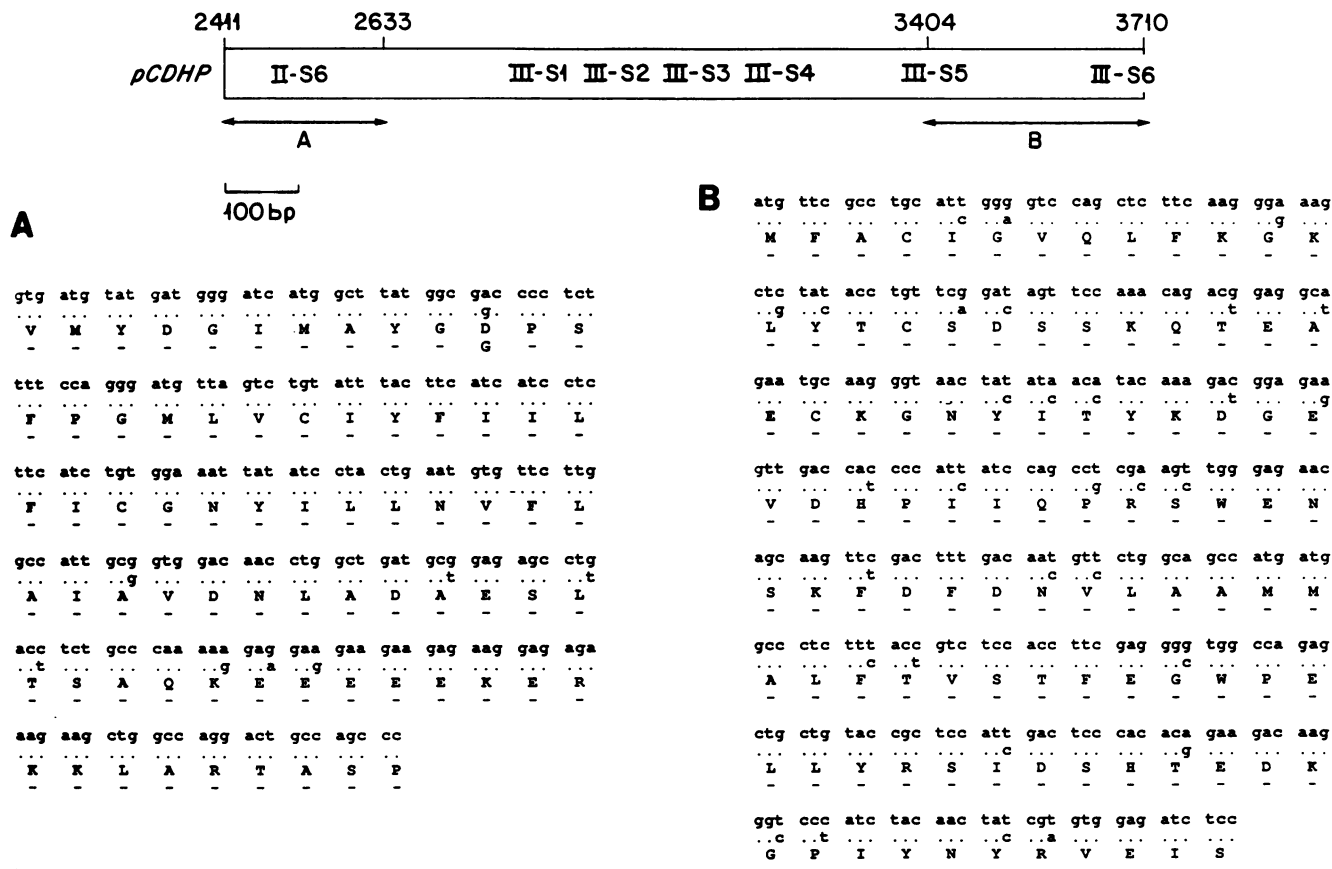 2411 2633 3404 3710
pCDHP II-S6 III-S1 III-S2 III-S3 III-S4 III-S5 III-S6
A B
100 bp
A
gtg atg tat gat ggg atc atg gct tat ggc gac ccc tct
... ... ... ... ... ... ... ... ... ... .g. ... ...
V M Y D G I M A Y G D P S
- - - - - - - - - - G - -
ttt cca ggg atg tta gtc tgt att tac ttc atc atc ctc
... ... ... ... ... ... ... ... ... ... ... ... ...
F P G M L V C I Y F I I L
- - - - - - - - - - - - -
ttc atc tgt gga aat tat atc cta ctg aat gtg ttc ttg
... ... ... ... ... ... ... ... ... ... ... ... ...
F I C G N Y I L L N V F L
- - - - - - - - - - - - -
gcc att gcg gtg gac aac ctg gct gat gcg gag agc ctg
... ... ..g ... ... ... ... ... ... ..t ... ... ..t
A I A V D N L A D A E S L
- - - - - - - - - - - - -
acc tct gcc caa aaa gag gaa gaa gaa gag aag gag aga
..t ... ... ... ..g ..a ..g ... ... ... ... ... ...
T S A Q K E E E E E K E R
- - - - - - - - - - - - -
aag aag ctg gcc agg act gcc agc cc
... ... ... ... ... ... ... ... ..
K K L A R T A S P
- - - - - - - - -
B
atg ttc gcc tgc att ggg gtc cag ctc ttc aag gga aag
... ... ... ... ..c ..a ... ... ... ... ... ..g ...
M F A C I G V Q L F K G K
- - - - - - - - - - - - -
ctc tat acc tgt tcg gat agt tcc aaa cag acg gag gca
..g ..c ... ... ..a ..c ... ... ... ... ..t ... ..t
L Y T C S D S S K Q T E A
- - - - - - - - - - - - -
gaa tgc aag ggt aac tat ata aca tac aaa gac gga gaa
... ... ... ... ... ..c ..c ..c ... ... ..t ... ..g
E C K G N Y I T Y K D G E
- - - - - - - - - - - - -
gtt gac cac ccc att atc cag cct cga agt tgg gag aac
... ... ..t ... ..c ... ... ..g ..c ..c ... ... ...
V D H P I I Q P R S W E N
- - - - - - - - - - - - -
agc aag ttc gac ttt gac aat gtt ctg gca gcc atg atg
... ... ..t ... ... ... ..c ..c ... ... ... ... ...
S K F D F D N V L A A M M
- - - - - - - - - - - - -
gcc ctc ttt acc gtc tcc acc ttc gag ggg tgg cca gag
... ... ..c ..t ... ... ... ... ... ..c ... ... ...
A L F T V S T F E G W P E
- - - - - - - - - - - - -
ctg ctg tac cgc tcc att gac tcc cac aca gaa gac aag
... ... ... ... ... ..c ... ... ... ..g ... ... ...
L L Y R S I D S H T E D K
- - - - - - - - - - - - -
ggt ccc atc tac aac tat cgt gtg gag atc tcc
..c ..t ... ... ... ..c ..a ... ... ... ...
G P I Y N Y R V E I S